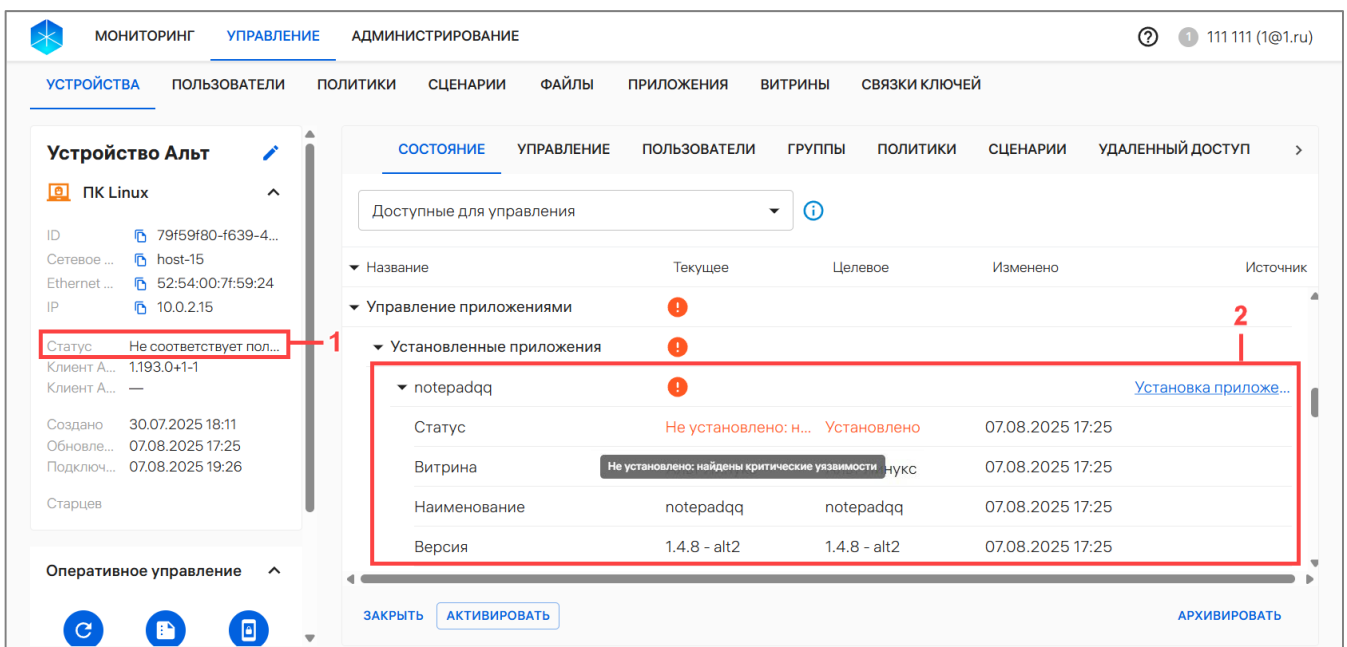 МОНИТОРИНГ УПРАВЛЕНИЕ АДМИНИСТРИРОВАНИЕ 1 111 111 (1@1.ru)
УСТРОЙСТВА ПОЛЬЗОВАТЕЛИ ПОЛИТИКИ СЦЕНАРИИ ФАЙЛЫ ПРИЛОЖЕНИЯ ВИТРИНЫ СВЯЗКИ КЛЮЧЕЙ
Устройство Альт
ПК Linux
ID 79f59f80-f639-4...
Сетевое ... host-15
Ethernet ... 52:54:00:7f:59:24
IP 10.0.2.15
Статус Не соответствует пол...
1
Клиент А... 1.193.0+1-1
Клиент А... —
Создано 30.07.2025 18:11
Обновле... 07.08.2025 17:25
Подключ... 07.08.2025 19:26
Старцев
Оперативное управление
СОСТОЯНИЕ УПРАВЛЕНИЕ ПОЛЬЗОВАТЕЛИ ГРУППЫ ПОЛИТИКИ СЦЕНАРИИ УДАЛЕННЫЙ ДОСТУП
Доступные для управления
Название Текущее Целевое Изменено Источник
Управление приложениями
2
Установленные приложения
notepadqq Установка приложе...
Статус Не установлено: н... Установлено 07.08.2025 17:25
Витрина нукс 07.08.2025 17:25
Не установлено: найдены критические уязвимости
Наименование notepadqq notepadqq 07.08.2025 17:25
Версия 1.4.8 - alt2 1.4.8 - alt2 07.08.2025 17:25
ЗАКРЫТЬ АКТИВИРОВАТЬ АРХИВИРОВАТЬ